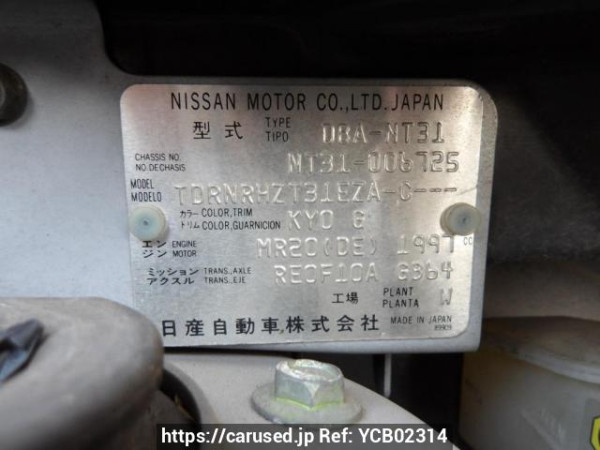 NISSAN MOTOR CO.,LTD.JAPAN
型式 TYPE TIPO DBA-NT31
CHASSIS NO. NO.DECHASIS NT31-006725
MODEL MODELO TDRNRHZT31EZA-C---
カラー COLOR,TRIM トリム COLOR,GUARNICION KY0 G
エンジン ENGINE MOTOR MR20(DE) 1997 cc
ミッション TRANS.,AXLE アクスル TRANS.,EJE RE0F10A G364
工場 PLANT PLANTA W
日産自動車株式会社 MADE IN JAPAN
https://carused.jp Ref: YCB02314